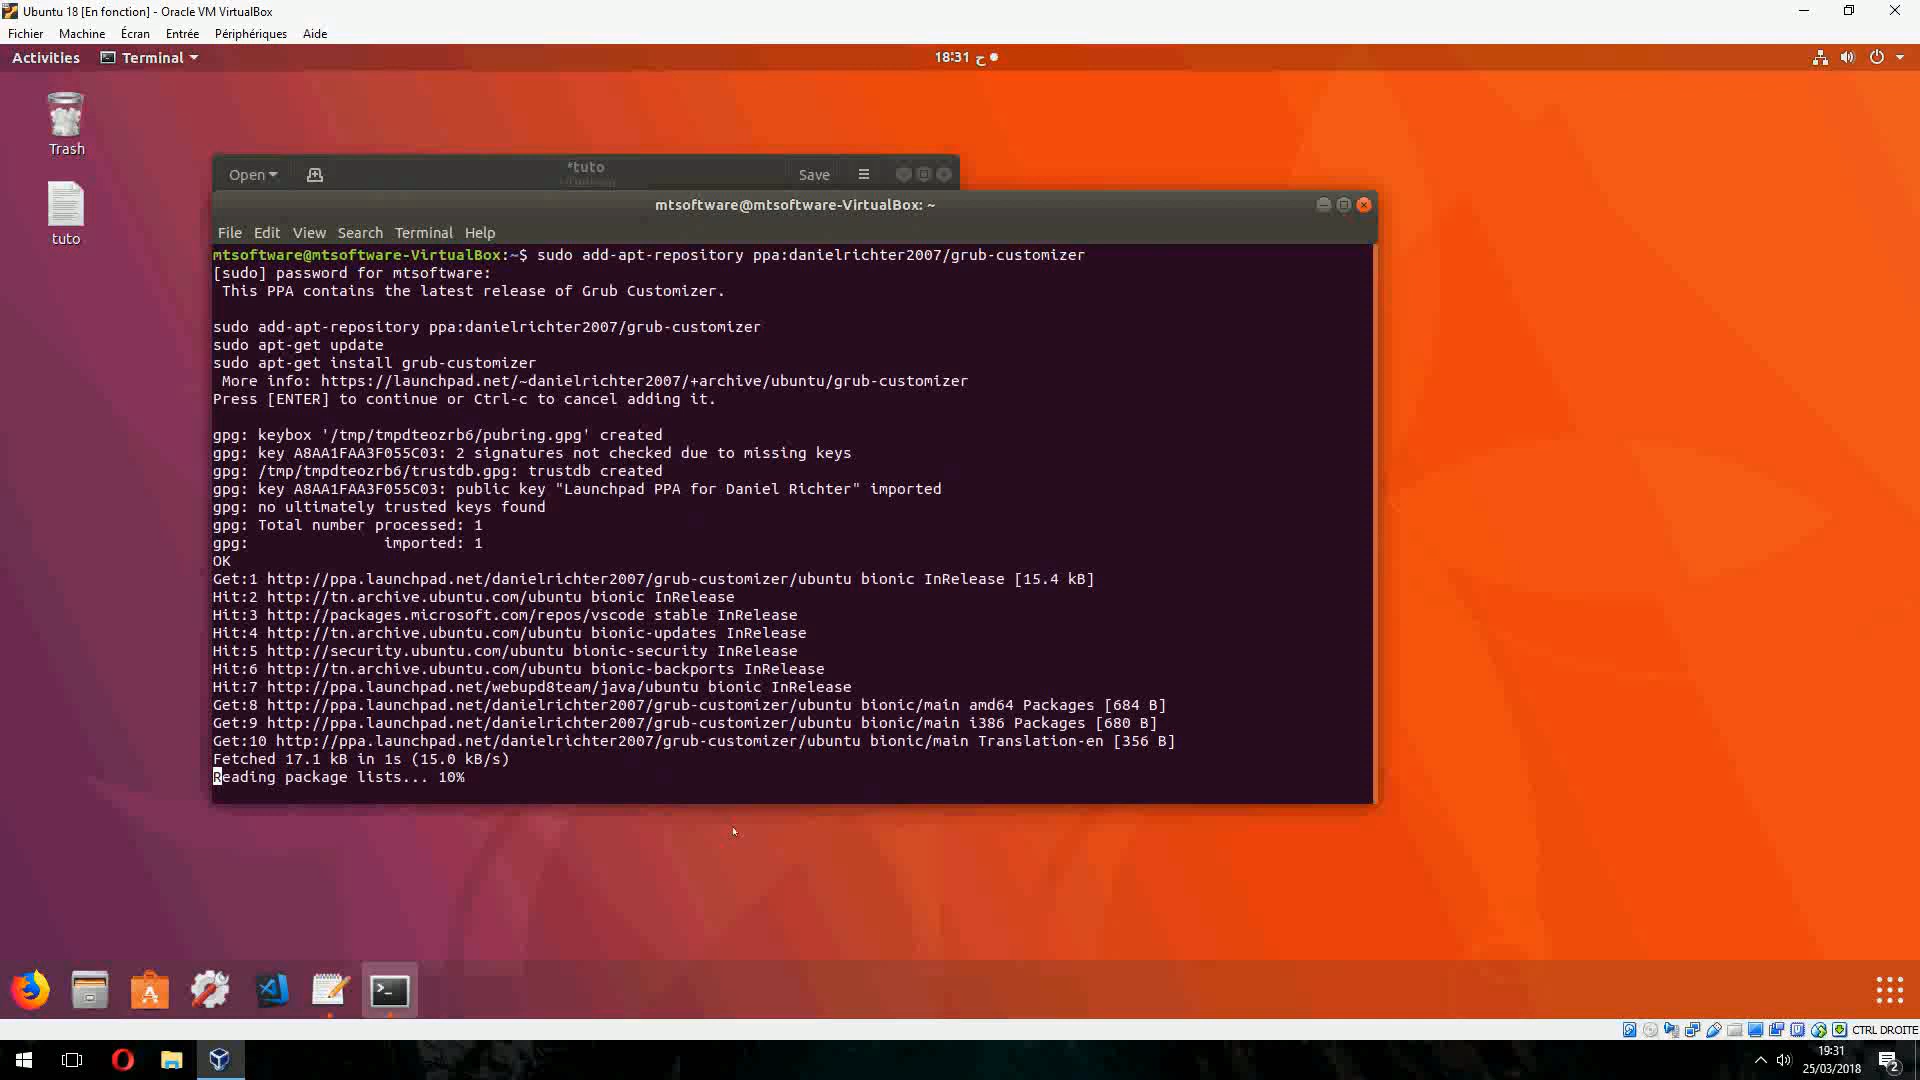 Ubuntu 18 [En fonction] - Oracle VM VirtualBox
Fichier Machine Écran Entrée Périphériques Aide
Activities Terminal 18:31 ح
Trash
tuto
Open *tuto Save
mtsoftware@mtsoftware-VirtualBox: ~
File Edit View Search Terminal Help
mtsoftware@mtsoftware-VirtualBox:~$ sudo add-apt-repository ppa:danielrichter2007/grub-customizer
[sudo] password for mtsoftware:
This PPA contains the latest release of Grub Customizer.
sudo add-apt-repository ppa:danielrichter2007/grub-customizer
sudo apt-get update
sudo apt-get install grub-customizer
More info: https://launchpad.net/~danielrichter2007/+archive/ubuntu/grub-customizer
Press [ENTER] to continue or Ctrl-c to cancel adding it.
gpg: keybox '/tmp/tmpdteozrb6/pubring.gpg' created
gpg: key A8AA1FAA3F055C03: 2 signatures not checked due to missing keys
gpg: /tmp/tmpdteozrb6/trustdb.gpg: trustdb created
gpg: key A8AA1FAA3F055C03: public key "Launchpad PPA for Daniel Richter" imported
gpg: no ultimately trusted keys found
gpg: Total number processed: 1
gpg: imported: 1
OK
Get:1 http://ppa.launchpad.net/danielrichter2007/grub-customizer/ubuntu bionic InRelease [15.4 kB]
Hit:2 http://tn.archive.ubuntu.com/ubuntu bionic InRelease
Hit:3 http://packages.microsoft.com/repos/vscode stable InRelease
Hit:4 http://tn.archive.ubuntu.com/ubuntu bionic-updates InRelease
Hit:5 http://security.ubuntu.com/ubuntu bionic-security InRelease
Hit:6 http://tn.archive.ubuntu.com/ubuntu bionic-backports InRelease
Hit:7 http://ppa.launchpad.net/webupd8team/java/ubuntu bionic InRelease
Get:8 http://ppa.launchpad.net/danielrichter2007/grub-customizer/ubuntu bionic/main amd64 Packages [684 B]
Get:9 http://ppa.launchpad.net/danielrichter2007/grub-customizer/ubuntu bionic/main i386 Packages [680 B]
Get:10 http://ppa.launchpad.net/danielrichter2007/grub-customizer/ubuntu bionic/main Translation-en [356 B]
Fetched 17.1 kB in 1s (15.0 kB/s)
Reading package lists... 10%
CTRL DROITE
19:31
25/03/2018
2